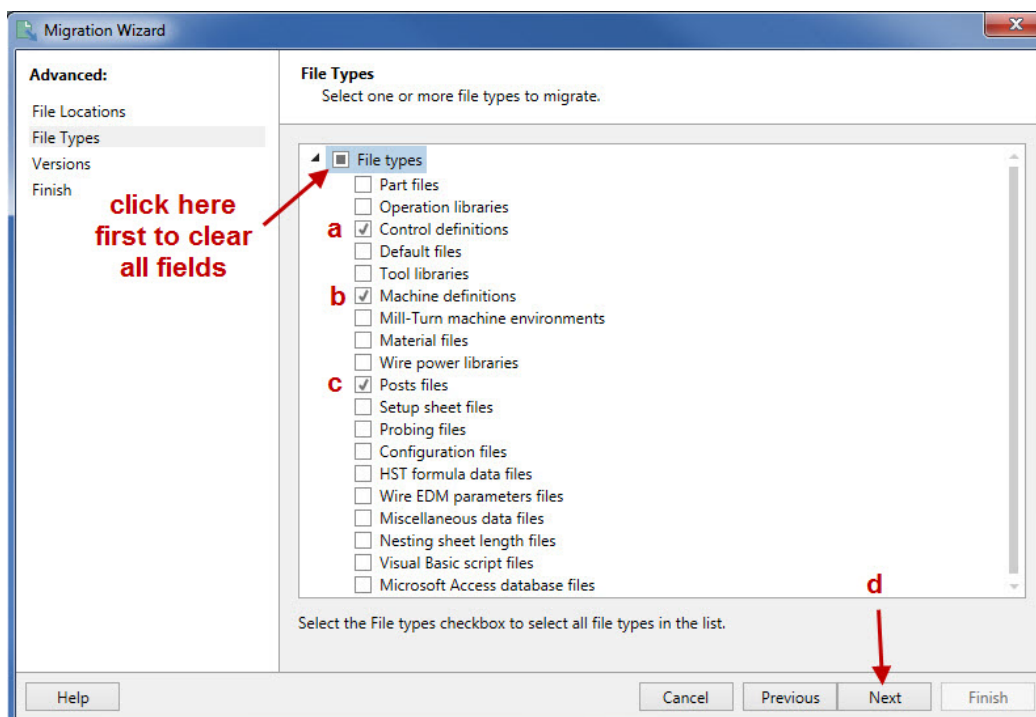 Migration Wizard
X
Advanced:
File Locations
File Types
Versions
Finish
click here
first to clear
all fields
File Types
Select one or more file types to migrate.
File types
Part files
Operation libraries
a Control definitions
Default files
Tool libraries
b Machine definitions
Mill-Turn machine environments
Material files
Wire power libraries
c Posts files
Setup sheet files
Probing files
Configuration files
HST formula data files
Wire EDM parameters files
Miscellaneous data files
Nesting sheet length files
Visual Basic script files
Microsoft Access database files
d
Select the File types checkbox to select all file types in the list.
Help Cancel Previous Next Finish